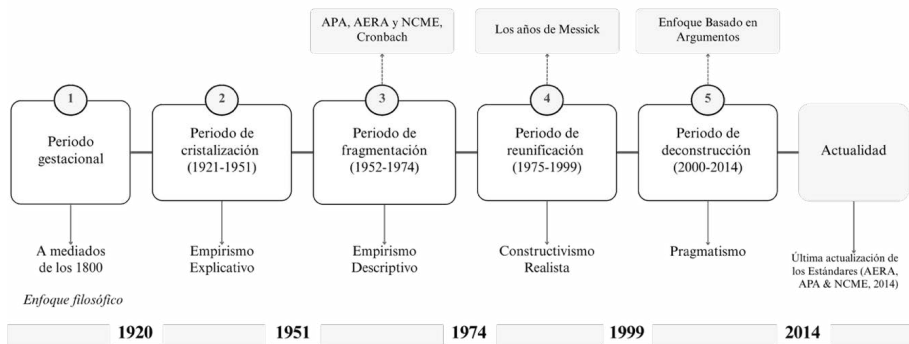 APA, AERA y NCME,
Cronbach
Los años de Messick
Enfoque Basado en
Argumentos
1
Periodo
gestacional
2
Periodo de
cristalización
(1921-1951)
3
Periodo de
fragmentación
(1952-1974)
4
Periodo de
reunificación
(1975-1999)
5
Periodo de
deconstrucción
(2000-2014)
Actualidad
A mediados
de los 1800
Empirismo
Explicativo
Empirismo
Descriptivo
Constructivismo
Realista
Pragmatismo
Última actualización de
los Estándares (AERA,
APA & NCME, 2014)
Enfoque filosófico
1920
1951
1974
1999
2014